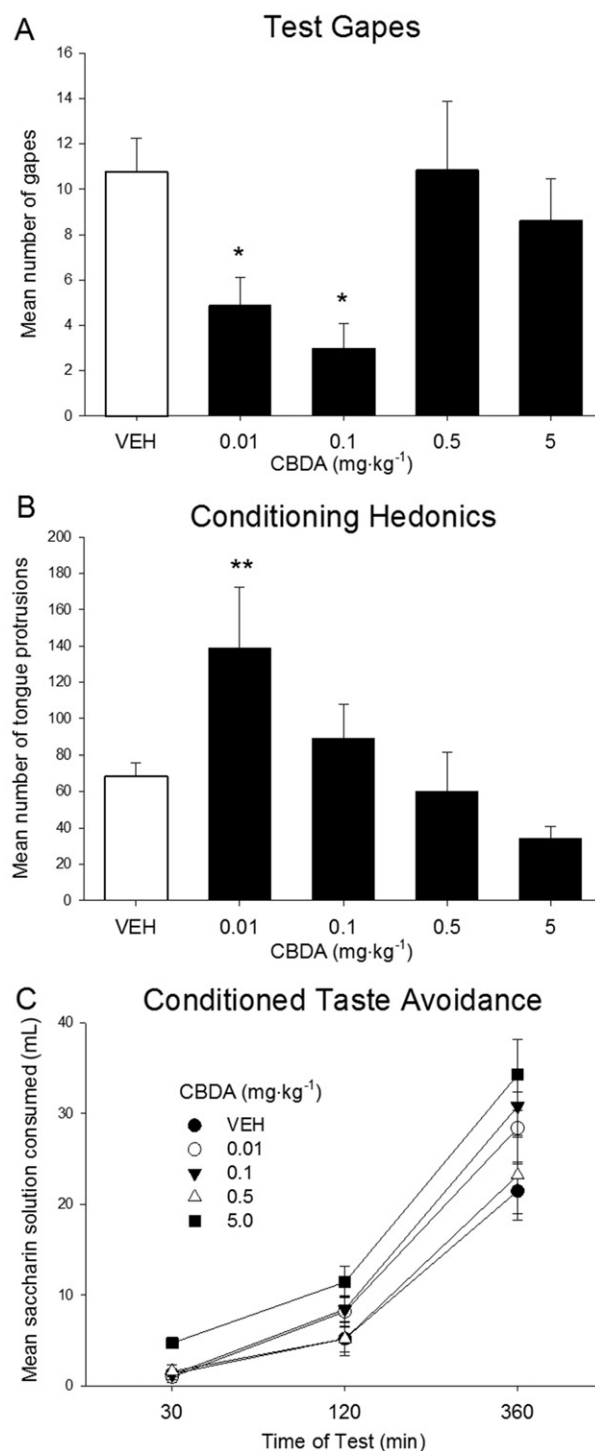 A
Test Gapes
Mean number of gapes
16
14
12
10
8
6
4
2
0
*
*
VEH 0.01 0.1 0.5 5
CBDA (mg·kg⁻¹)
B
Conditioning Hedonics
Mean number of tongue protrusions
200
180
160
140
120
100
80
60
40
20
0
**
VEH 0.01 0.1 0.5 5
CBDA (mg·kg⁻¹)
C
Conditioned Taste Avoidance
Mean saccharin solution consumed (mL)
40
30
20
10
0
CBDA (mg·kg⁻¹)
VEH
0.01
0.1
0.5
5.0
30 120 360
Time of Test (min)